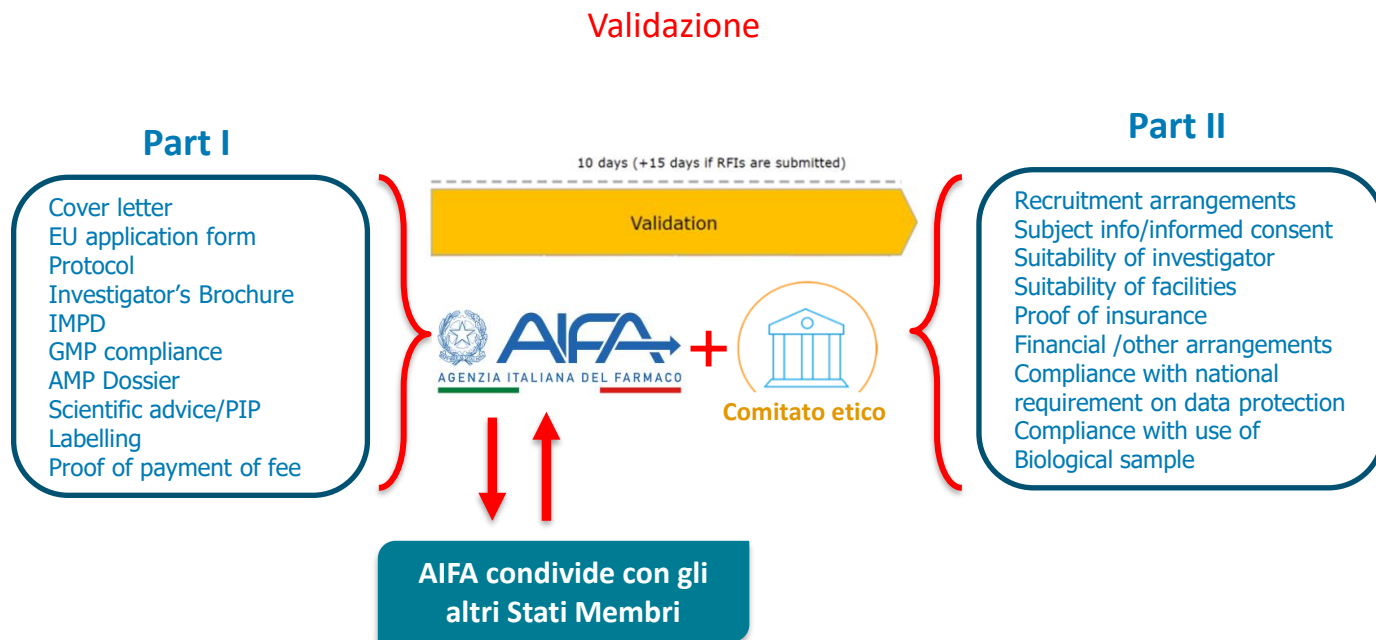 Validazione
Part I
Cover letter
EU application form
Protocol
Investigator's Brochure
IMPD
GMP compliance
AMP Dossier
Scientific advice/PIP
Labelling
Proof of payment of fee
10 days (+15 days if RFIs are submitted)
Validation
AIFA
AGENZIA ITALIANA DEL FARMACO
+
Comitato etico
AIFA condivide con gli
altri Stati Membri
Part II
Recruitment arrangements
Subject info/informed consent
Suitability of investigator
Suitability of facilities
Proof of insurance
Financial /other arrangements
Compliance with national
requirement on data protection
Compliance with use of
Biological sample